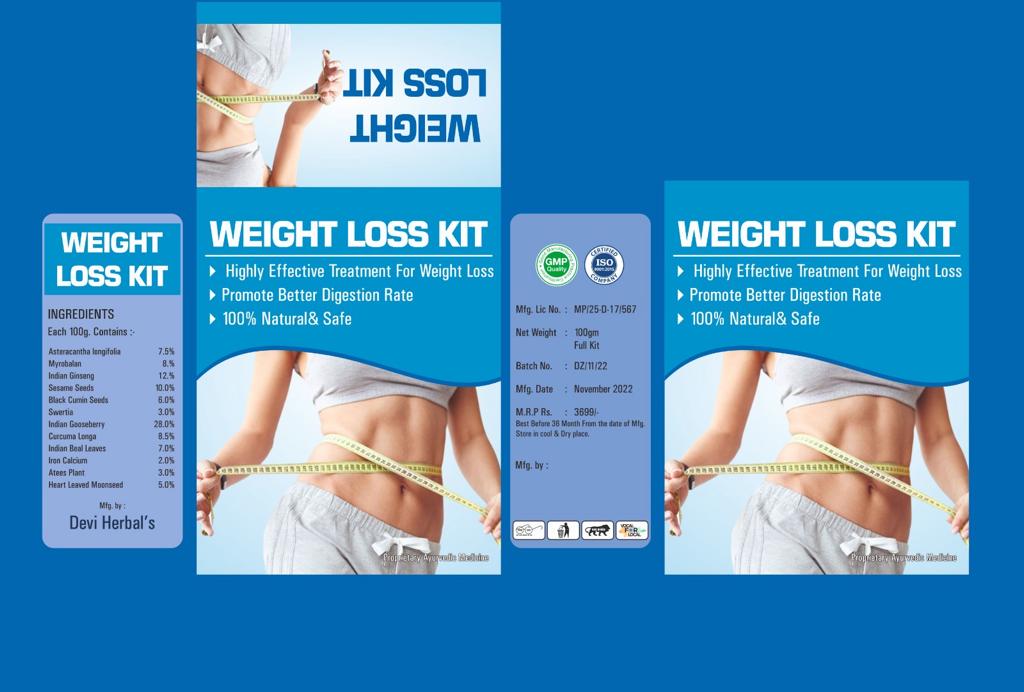 WEIGHT
LOSS KIT
WEIGHT LOSS KIT
Highly Effective Treatment For Weight Loss
Promote Better Digestion Rate
100% Natural& Safe
Proprietary Ayurvedic Medicine
WEIGHT
LOSS KIT
INGREDIENTS
Each 100g. Contains :-
Asteracantha longifolia 7.5%
Myrobalan 8.%
Indian Ginseng 12.%
Sesame Seeds 10.0%
Black Cumin Seeds 6.0%
Swertia 3.0%
Indian Gooseberry 28.0%
Curcuma Longa 8.5%
Indian Beal Leaves 7.0%
Iron Calcium 2.0%
Atees Plant 3.0%
Heart Leaved Moonseed 5.0%
Mfg. by :
Devi Herbal's
GMP
Quality
CERTIFIED
ISO
9001:2015
COMPANY
Mfg. Lic No. : MP/25-D-17/567
Net Weight : 100gm
Full Kit
Batch No. : DZ/11/22
Mfg. Date : November 2022
M.R.P Rs. : 3699/-
Best Before 36 Month From the date of Mfg.
Store in cool & Dry place.
Mfg. by :
VOCAL
FOR
LOCAL
WEIGHT LOSS KIT
Highly Effective Treatment For Weight Loss
Promote Better Digestion Rate
100% Natural& Safe
Proprietary Ayurvedic Medicine